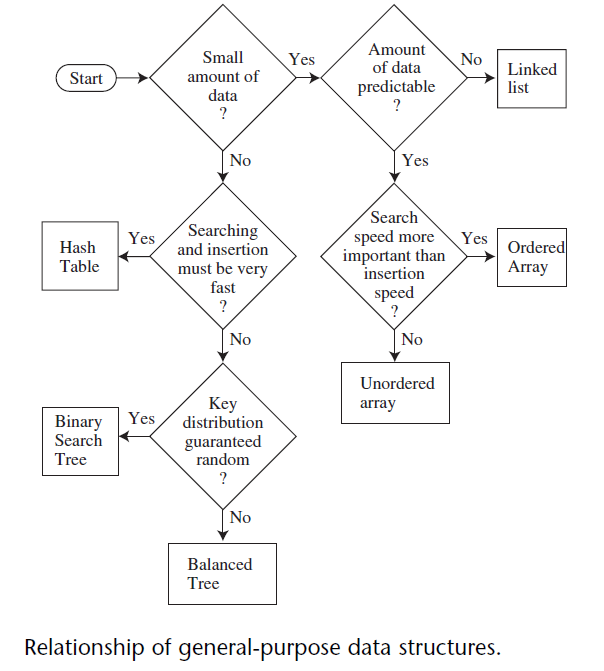 Start
Small
amount of
data
?
Yes
Amount
of data
predictable
?
No
Linked
list
No
Yes
Searching
and insertion
must be very
fast
?
Yes
Hash
Table
Search
speed more
important than
insertion
speed
?
Yes
Ordered
Array
No
No
Unordered
array
Key
distribution
guaranteed
random
?
Yes
Binary
Search
Tree
No
Balanced
Tree
Relationship of general-purpose data structures.